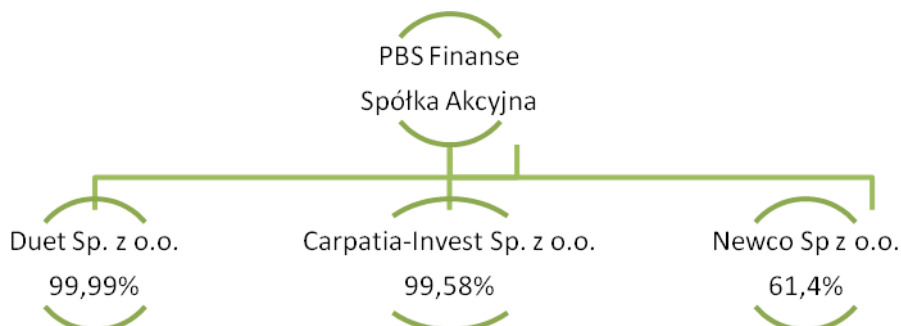 PBS Finanse
Spółka Akcyjna
Duet Sp. z o.o.
99,99%
Carpatia-Invest Sp. z o.o.
99,58%
Newco Sp z o.o.
61,4%